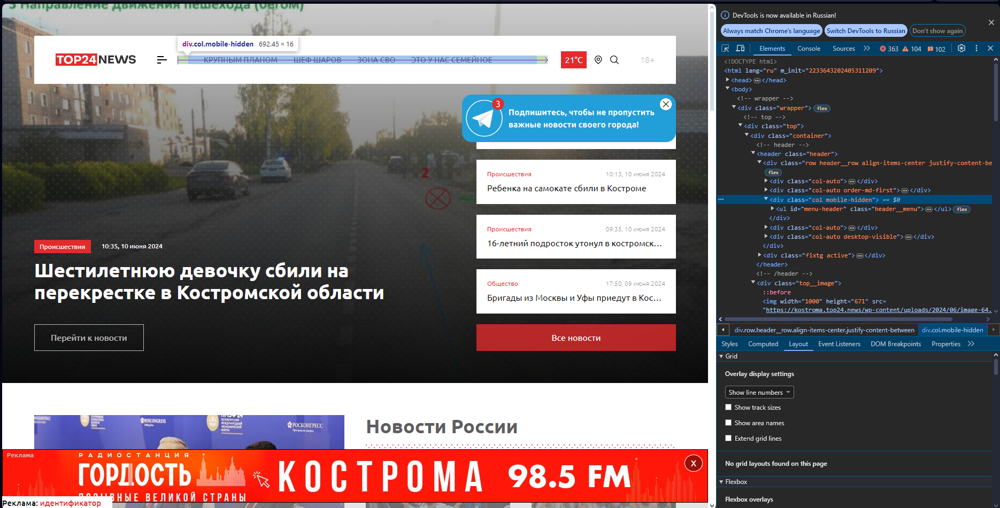 3 Направление движения пешехода (бегом)
div.col.mobile-hidden 692.45 × 16
TOP24NEWS
КРУПНЫМ ПЛАНОМ ШЕФ ШАРОВ ЗОНА СВО ЭТО У НАС СЕМЕЙНОЕ
21°C
18+
3
Подпишитесь, чтобы не пропустить
важные новости своего города!
2
Происшествия 10:13, 10 июня 2024
Ребенка на самокате сбили в Костроме
Происшествия 09:35, 10 июня 2024
16-летний подросток утонул в костромск...
Происшествия 10:35, 10 июня 2024
Шестилетнюю девочку сбили на
перекрестке в Костромской области
Общество 17:50, 09 июня 2024
Бригады из Москвы и Уфы приедут в Кос...
Перейти к новости
Все новости
ROSCONGRESS
РОСКОНГРЕСС
Новости России
Реклама
РАДИОСТАНЦИЯ
ГОРДОСТЬ
ПОЗЫВНЫЕ ВЕЛИКОЙ СТРАНЫ
КОСТРОМА 98.5 FM
X
Реклама: идентификатор
DevTools is now available in Russian!
Always match Chrome's language Switch DevTools to Russian Don't show again
Elements Console Sources 363 104 102
<!DOCTYPE html>
<html lang="ru" m_init="2233643202405311209">
<head> </head>
<body>
<!-- wrapper -->
<div class="wrapper"> flex
<!-- top -->
<div class="top">
<div class="container">
<!-- header -->
<header class="header">
<div class="row header__row align-items-center justify-content-be
flex
<div class="col-auto"> </div>
<div class="col-auto order-md-first"> </div>
<div class="col mobile-hidden"> == $0
<ul id="menu-header" class="header__menu"> </ul> flex
</div>
<div class="col-auto"> </div>
<div class="col-auto desktop-visible"> </div>
</div>
<div class="fixtg active"> </div>
</header>
<!-- /header -->
<div class="top__image">
::before
<img width="1000" height="671" src=
"https://kostroma.top24.news/wp-content/uploads/2024/06/image-64.
div.row.header__row.align-items-center.justify-content-between div.col.mobile-hidden
Styles Computed Layout Event Listeners DOM Breakpoints Properties
Grid
Overlay display settings
Show line numbers
Show track sizes
Show area names
Extend grid lines
No grid layouts found on this page
Flexbox
Flexbox overlays